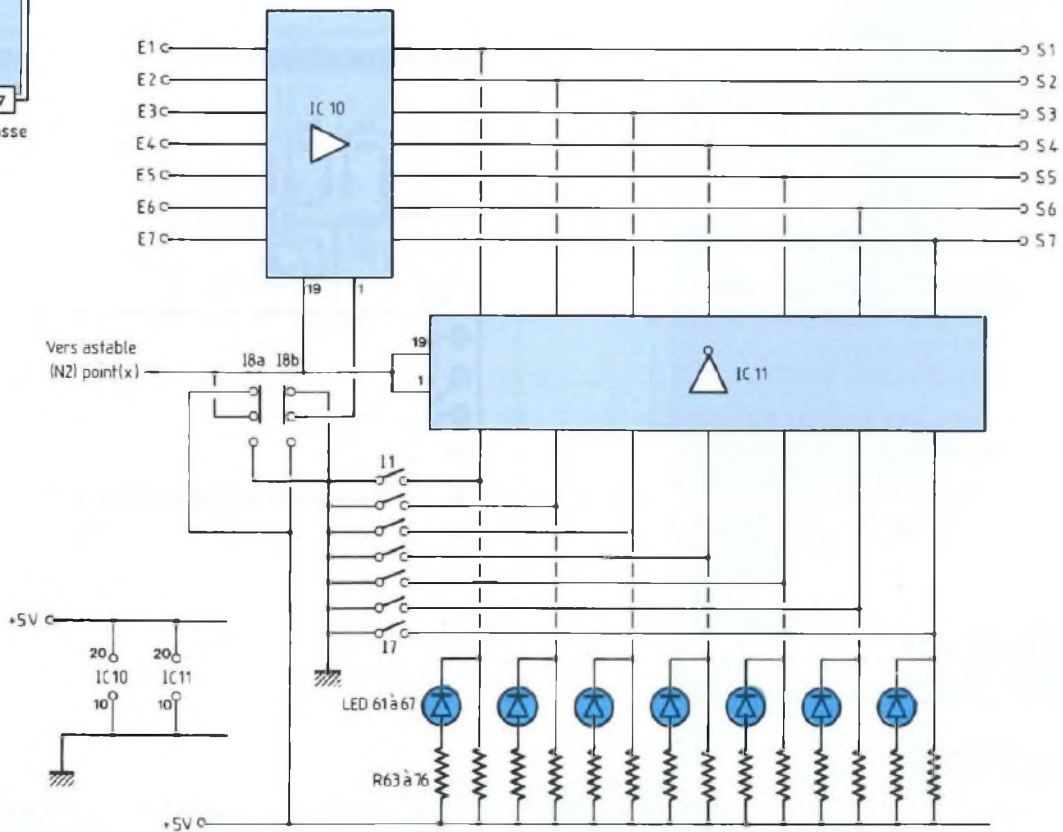 7
sse
E1
E2
E3
E4
E5
E6
E7
IC 10
S1
S2
S3
S4
S5
S6
S7
19
1
Vers astable
(N2) point(x)
I8a
I8b
19
1
IC 11
I1
I7
+5V
20
20
IC10
IC11
10
10
LED 61 à 67
R63 à 76
+5V